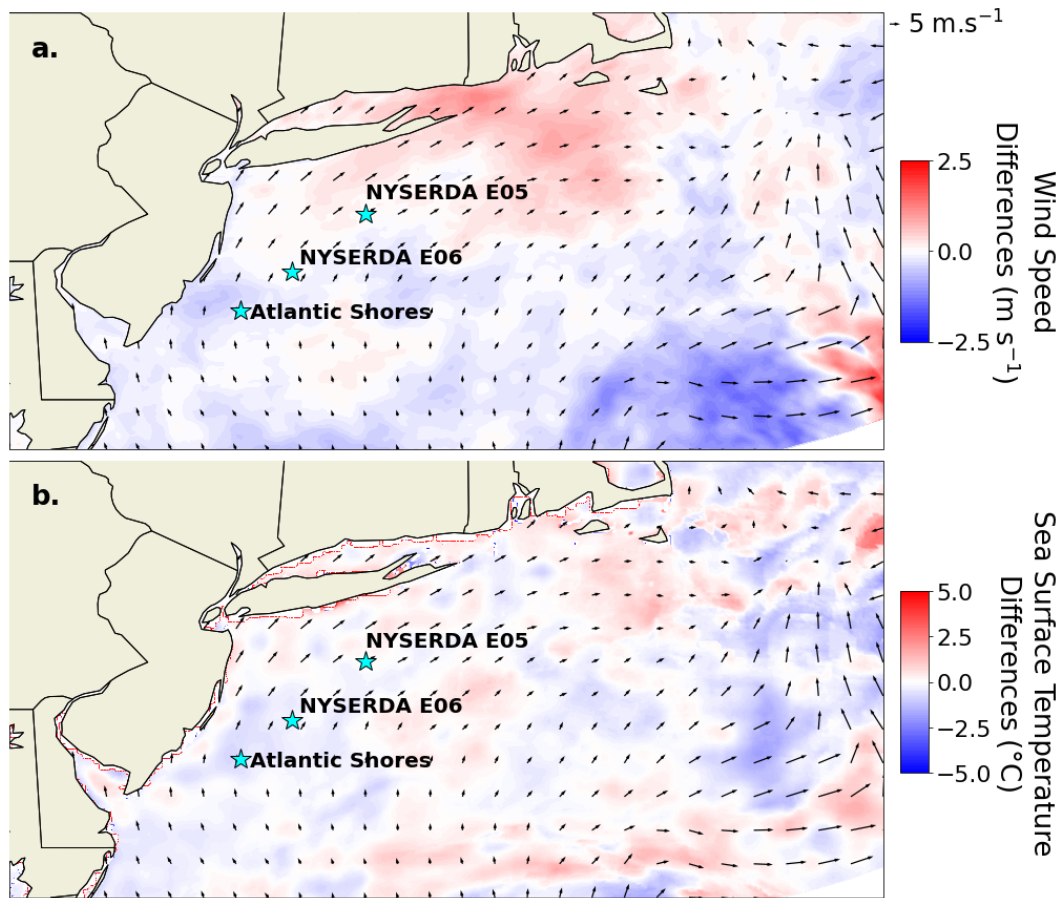 a.
5 m.s⁻¹
NYSERDA E05
NYSERDA E06
Atlantic Shores
2.5
0.0
−2.5
Wind Speed
Differences (m s⁻¹)
b.
NYSERDA E05
NYSERDA E06
Atlantic Shores
5.0
2.5
0.0
−2.5
−5.0
Sea Surface Temperature
Differences (°C)